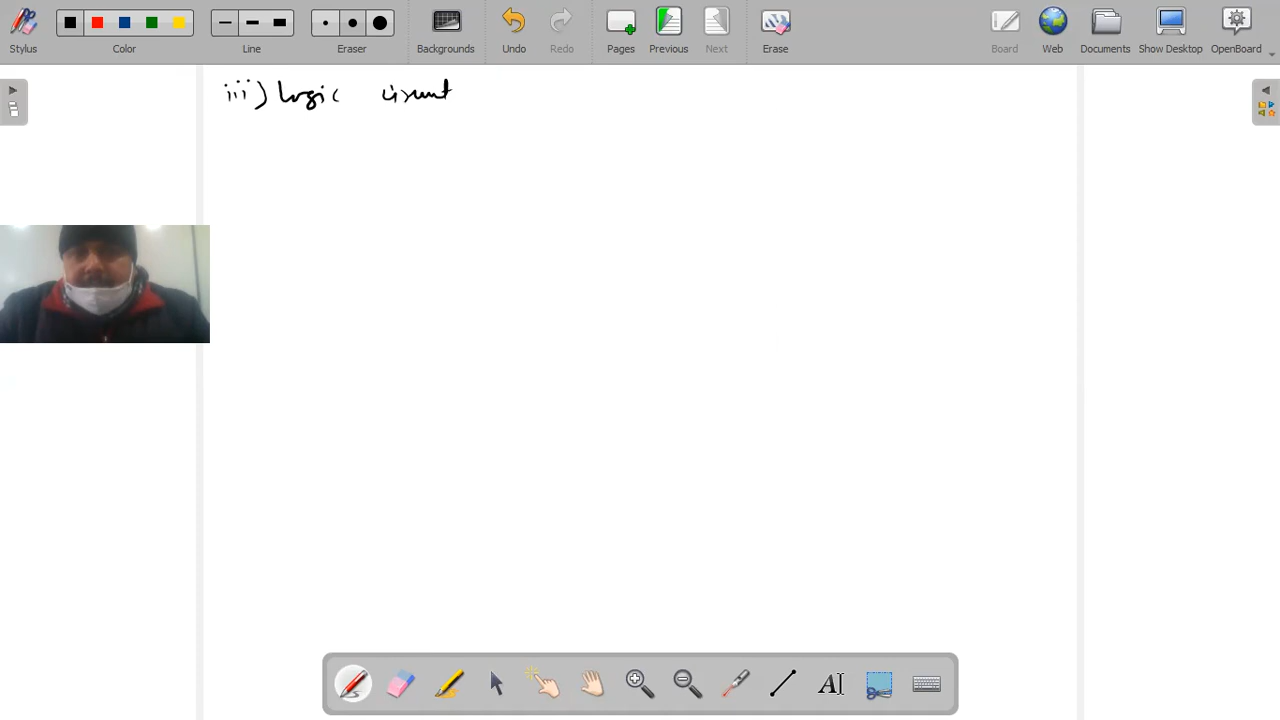 Stylus Color Line Eraser Backgrounds Undo Redo Pages Previous Next Erase Board Web Documents Show Desktop OpenBoard
iii) Logic circuit